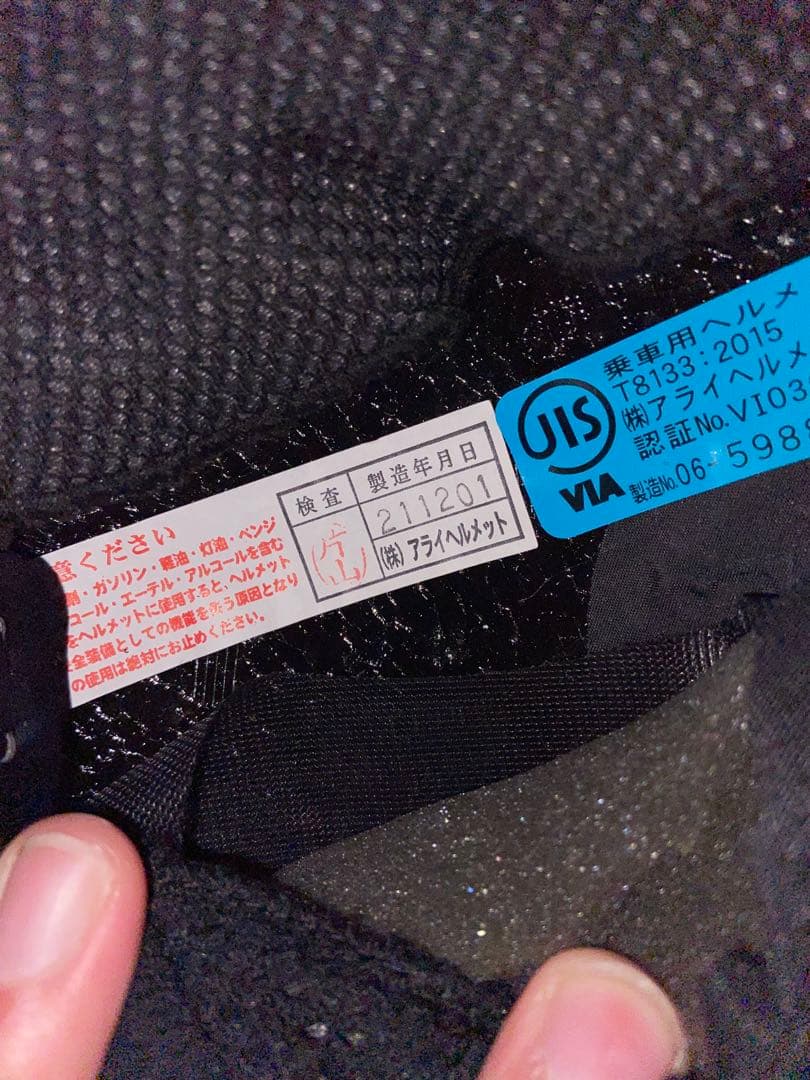 意ください
剤・ガソリン・軽油・灯油・ベンジ
コール・エーテル・アルコールを含む
をヘルメットに使用すると、ヘルメット
全装備としての機能を失う原因となり
の使用は絶対にお止めください。
検査 製造年月日
片山 211201
(株) アライヘルメット
JIS
VIA
乗車用ヘルメ
T8133:2015
(株)アライヘルメ
認証No.VI03
製造No.06-5988